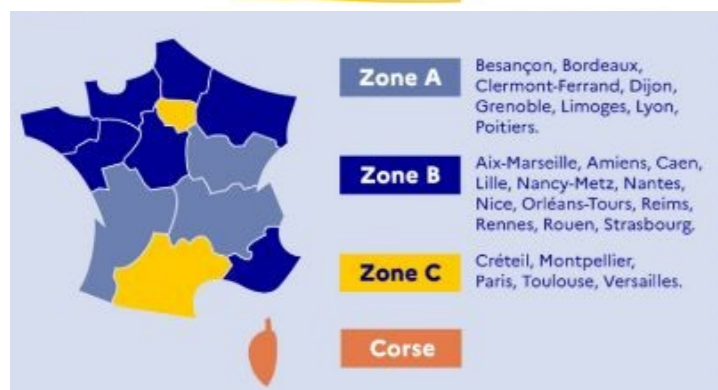 Zone A
Besançon, Bordeaux,
Clermont-Ferrand, Dijon,
Grenoble, Limoges, Lyon,
Poitiers.
Zone B
Aix-Marseille, Amiens, Caen,
Lille, Nancy-Metz, Nantes,
Nice, Orléans-Tours, Reims,
Rennes, Rouen, Strasbourg.
Zone C
Créteil, Montpellier,
Paris, Toulouse, Versailles.
Corse